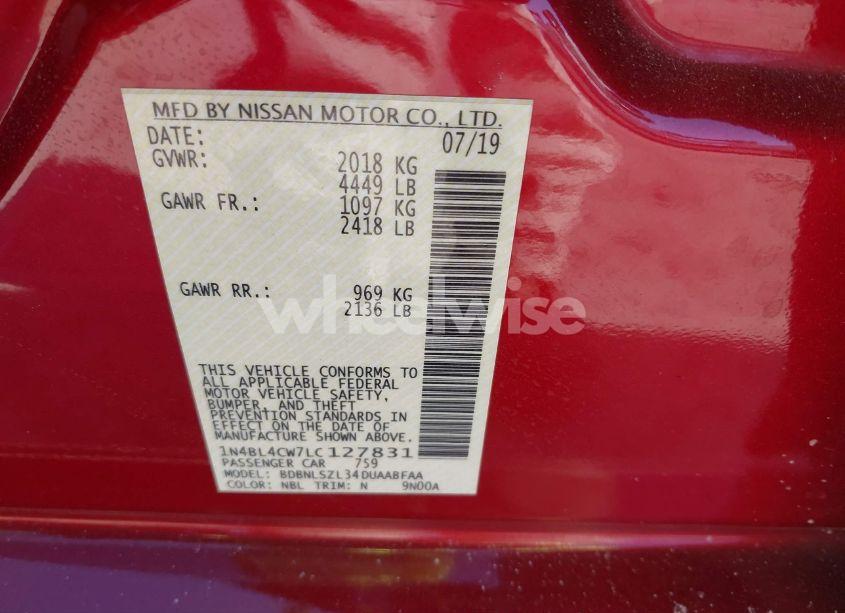 MFD BY NISSAN MOTOR CO., LTD.
DATE: 07/19
GVWR: 2018 KG
4449 LB
GAWR FR.: 1097 KG
2418 LB
GAWR RR.: 969 KG
2136 LB
wheelwise
THIS VEHICLE CONFORMS TO
ALL APPLICABLE FEDERAL
MOTOR VEHICLE SAFETY,
BUMPER, AND THEFT
PREVENTION STANDARDS IN
EFFECT ON THE DATE OF
MANUFACTURE SHOWN ABOVE.
1N4BL4CW7LC127831
PASSENGER CAR 759
MODEL: BDBNLSZL34DUAABFAA
COLOR: NBL TRIM: N 9N00A